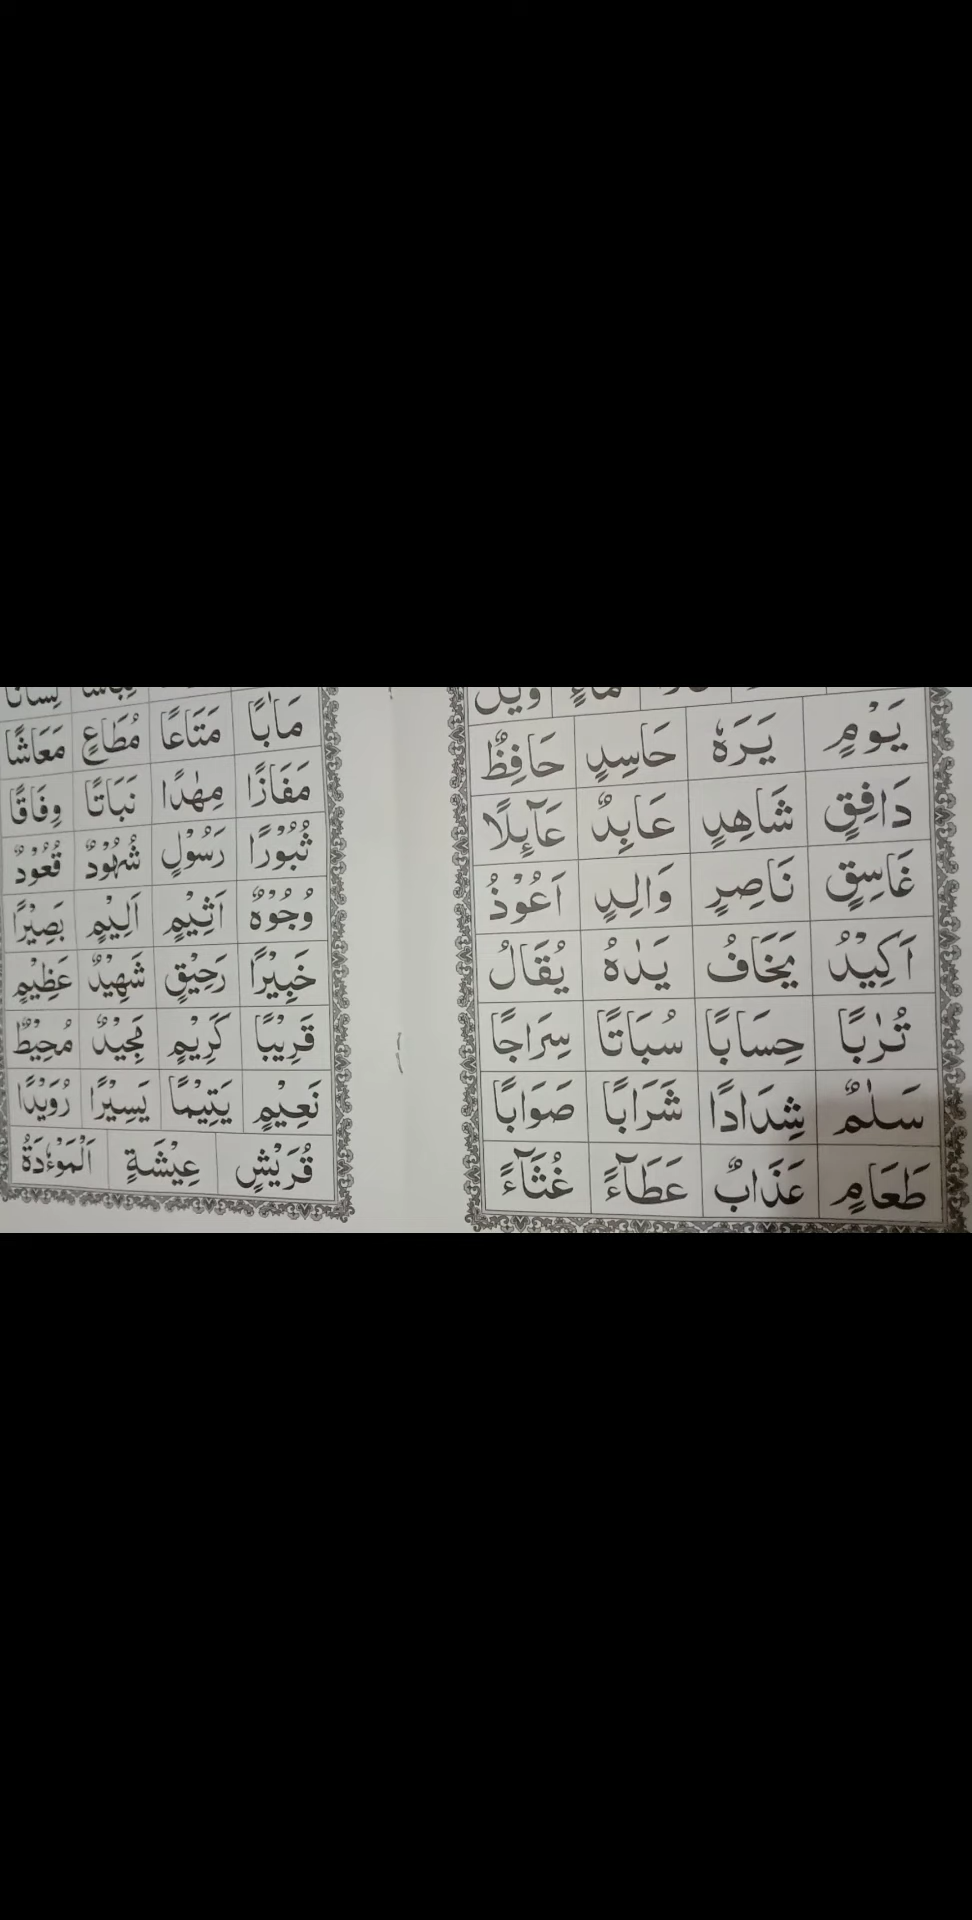 يَوْمٍ يَرَهٗ حَاسِدٍ حَافِظٌ
دَافِقٍ شَاهِدٍ عَابِدٌ عَآئِلًا
غَاسِقٍ نَاصِرٍ وَالِدٍ اَعُوْذُ
اَكِيْدُ يَخَافُ يَدٰهُ يُقَالُ
تُرٰبًا حِسَابًا سُبَاتًا سِرَاجًا
سَلٰمٌ شِدَادًا شَرَابًا صَوَابًا
طَعَامٍ عَذَابٌ عَطَآءً غُثَآءً
مَاٰبًا مَتَاعًا مُطَاعٍ مَعَاشًا
مَفَازًا مِهٰدًا نَبَاتًا وِفَاقًا
ثُبُوْرًا رَسُوْلٍ شُهُوْدٌ قُعُوْدٌ
وُجُوْهٌ اَثِيْمٍ اَلِيْمٍ بَصِيْرًا
خَبِيْرًا رَحِيْقٍ شَهِيْدٌ عَظِيْمٍ
قَرِيْبًا كَرِيْمٍ مَجِيْدٌ مُحِيْطٌ
نَعِيْمٍ يَتِيْمًا يَسِيْرًا رُوَيْدًا
قُرَيْشٍ عِيْشَةٍ اَلْمَوْءٗدَةُ